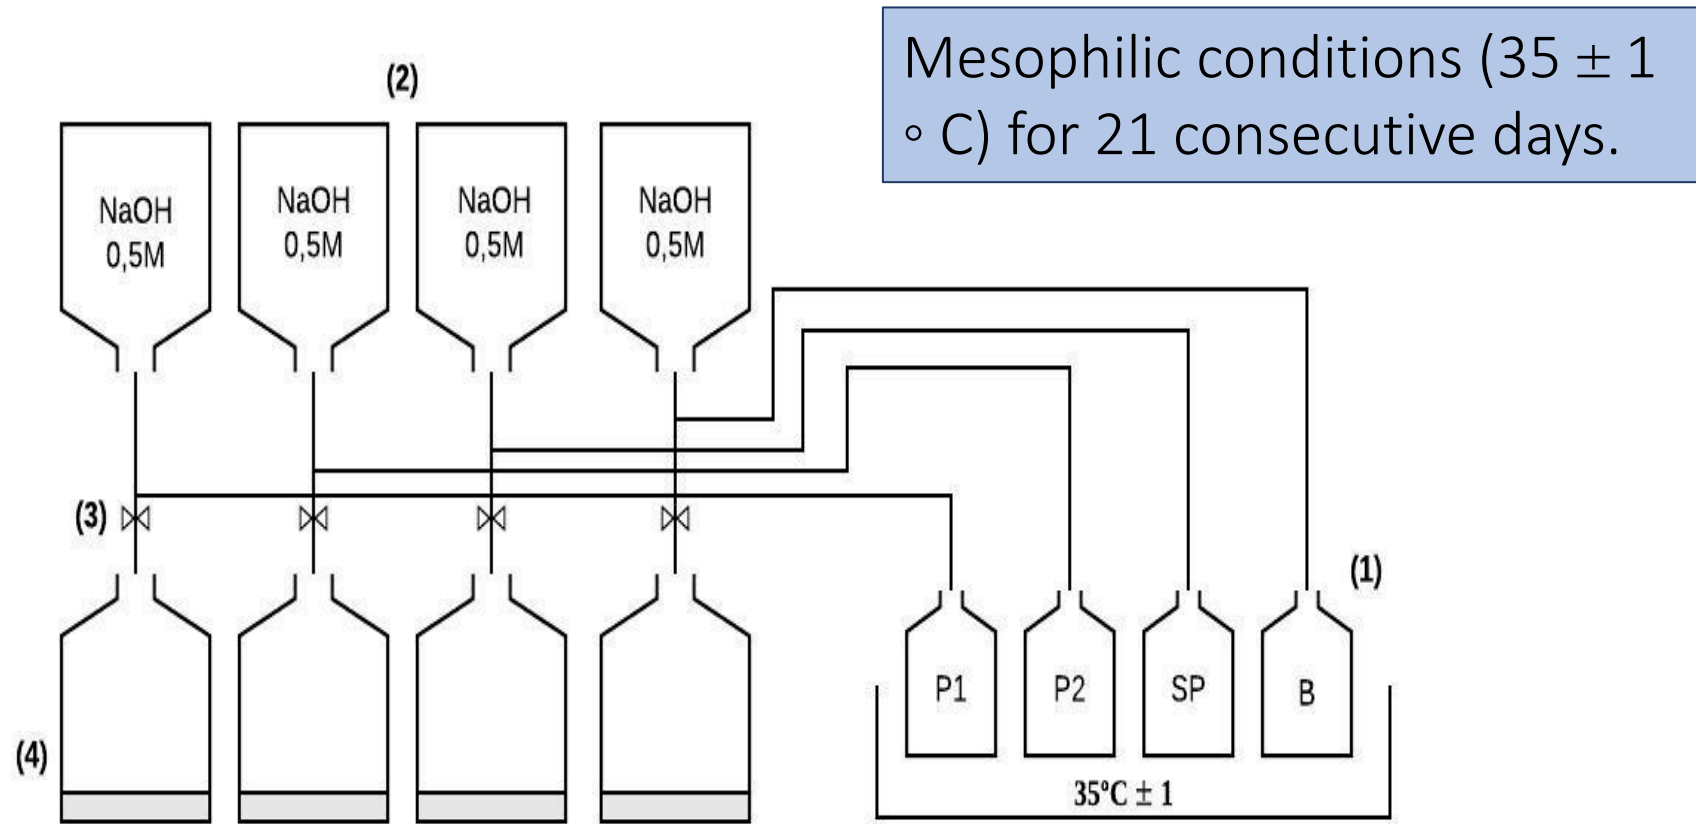 Mesophilic conditions (35 ± 1
° C) for 21 consecutive days.
(2)
NaOH
0,5M
NaOH
0,5M
NaOH
0,5M
NaOH
0,5M
(3)
(1)
P1
P2
SP
B
(4)
35ºC ± 1